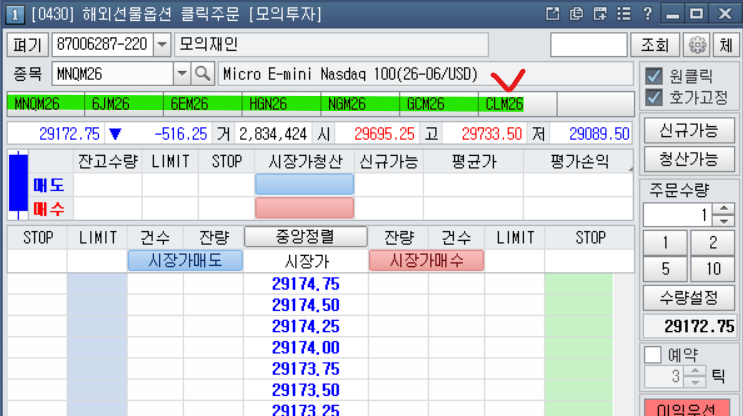 1 [0430] 해외선물옵션 클릭주문 [모의투자] ?
펴기 87006287-220 모의재인 조회 체
종목 MNQM26 Micro E-mini Nasdaq 100(26-06/USD) 원클릭
MNQM26 6JM26 6EM26 HGN26 NGM26 GCM26 CLM26 호가고정
29172.75 ▼ -516.25 거 2,834,424 시 29695.25 고 29733.50 저 29089.50 신규가능
잔고수량 LIMIT STOP 시장가청산 신규가능 평균가 평가손익 청산가능
매도 주문수량
매수 1
STOP LIMIT 건수 잔량 중앙정렬 잔량 건수 LIMIT STOP 1 2
시장가매도 시장가 시장가매수 5 10
29174.75
29174.50 수량설정
29174.25 29172.75
29174.00
29173.75 예약
29173.50 3 틱
29173.25 이익우선